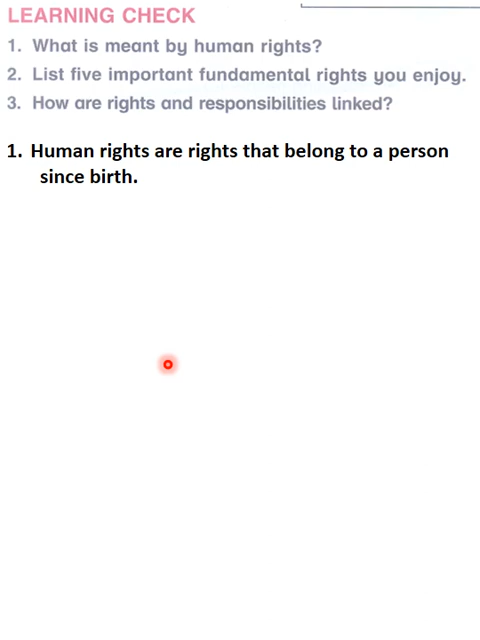 LEARNING CHECK
1. What is meant by human rights?
2. List five important fundamental rights you enjoy.
3. How are rights and responsibilities linked?
1. Human rights are rights that belong to a person
since birth.